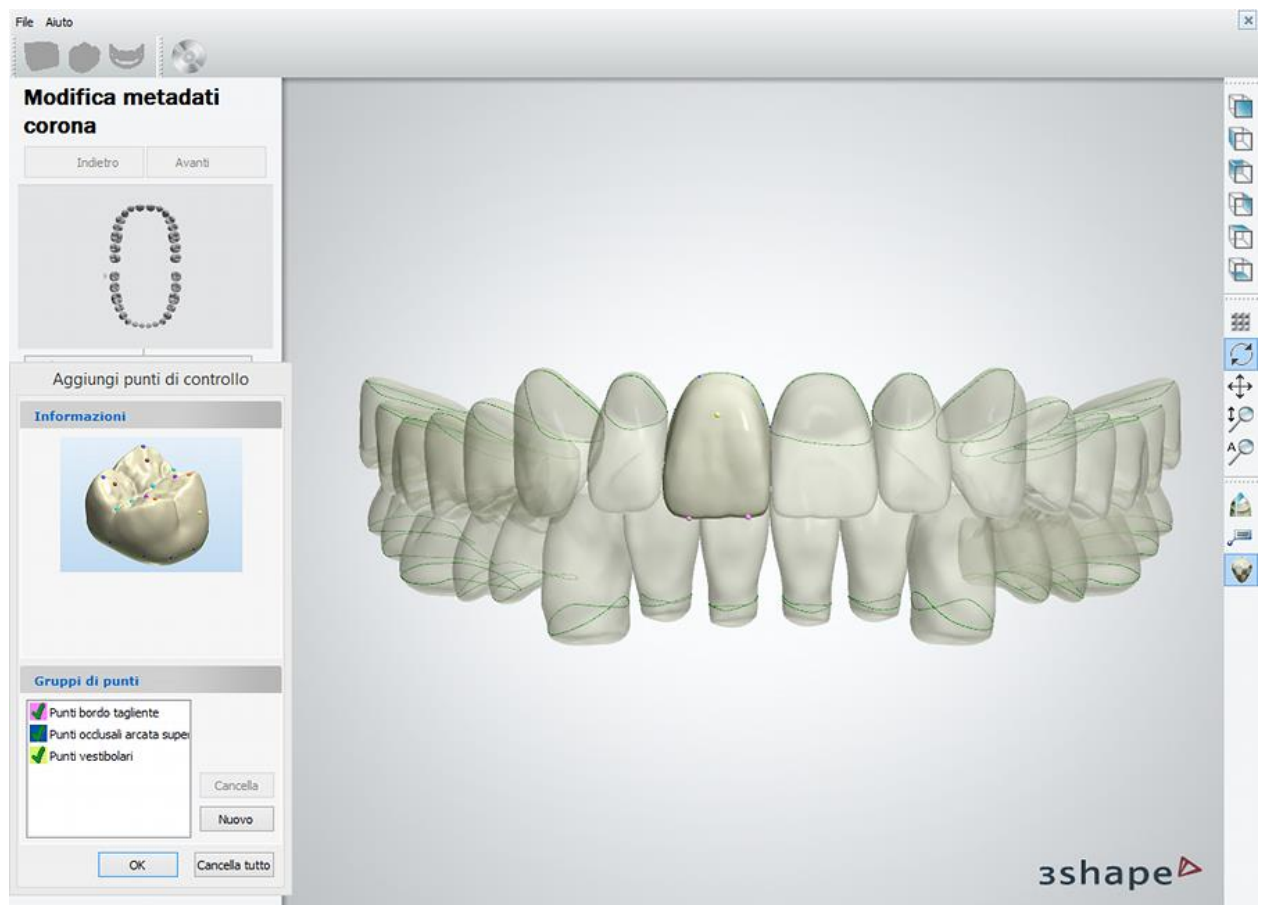 File Aiuto
Modifica metadati
corona
Indietro Avanti
Aggiungi punti di controllo
Informazioni
Gruppi di punti
Punti bordo tagliente
Punti occlusali arcata super
Punti vestibolari
Cancella
Nuovo
OK Cancella tutto
3shape